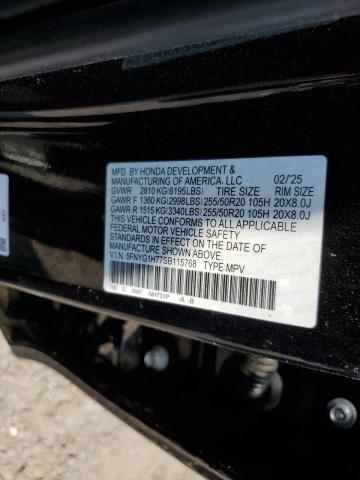 MFD. BY HONDA DEVELOPMENT &
MANUFACTURING OF AMERICA, LLC 02/'25
GVWR 2810 KG(6195LBS) TIRE SIZE RIM SIZE
GAWR F 1360 KG(2998LBS) 255/50R20 105H 20X8.0J
GAWR R 1515 KG(3340LBS) 255/50R20 105H 20X8.0J
THIS VEHICLE CONFORMS TO ALL APPLICABLE
FEDERAL MOTOR VEHICLE SAFETY
STANDARDS IN EFFECT ON THE DATE OF
MANUFACTURE SHOWN ABOVE.
V.I.N. 5FNYG1H77SB115768 TYPE:MPV
AMT NH731P -A -B